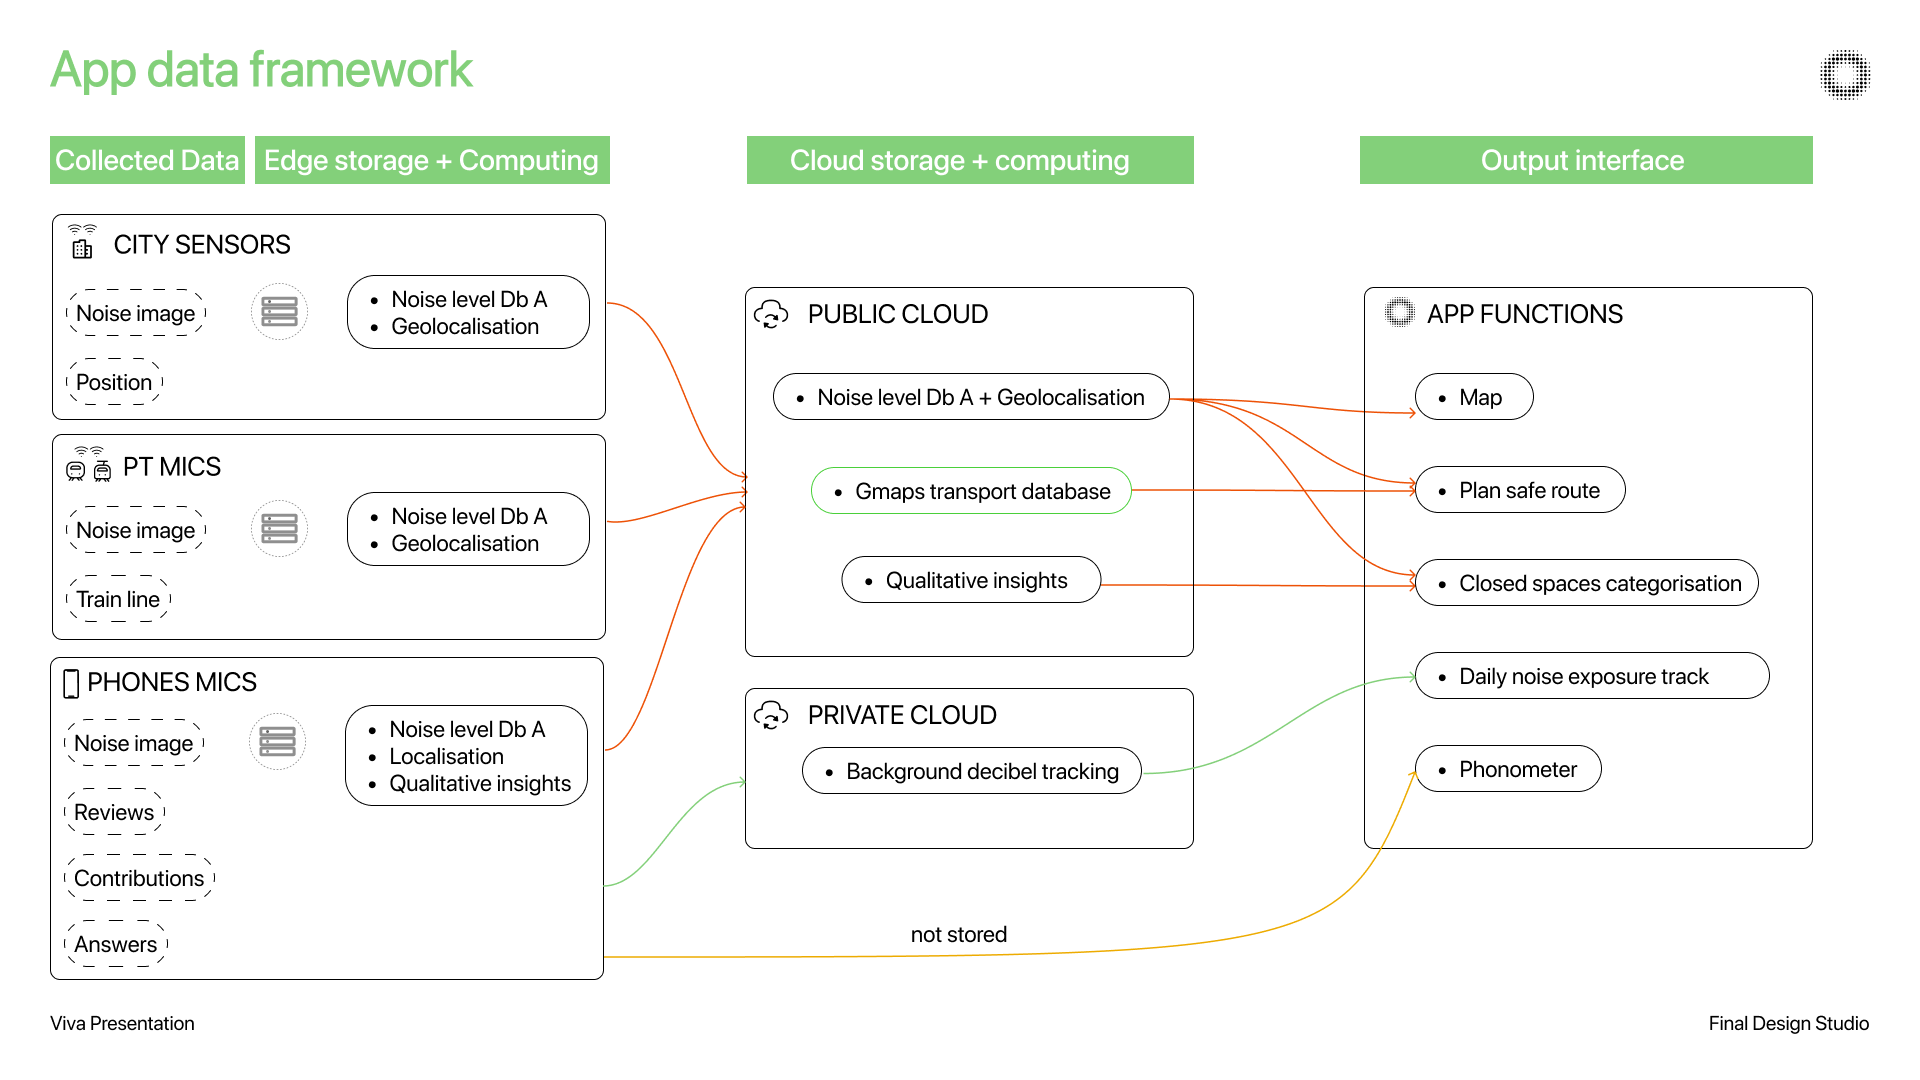 App data framework
Collected Data
Edge storage + Computing
Cloud storage + computing
Output interface
CITY SENSORS
Noise image
Position
• Noise level Db A
• Geolocalisation
PT MICS
Noise image
Train line
• Noise level Db A
• Geolocalisation
PHONES MICS
Noise image
Reviews
Contributions
Answers
• Noise level Db A
• Localisation
• Qualitative insights
PUBLIC CLOUD
• Noise level Db A + Geolocalisation
• Gmaps transport database
• Qualitative insights
PRIVATE CLOUD
• Background decibel tracking
not stored
APP FUNCTIONS
• Map
• Plan safe route
• Closed spaces categorisation
• Daily noise exposure track
• Phonometer
Viva Presentation
Final Design Studio